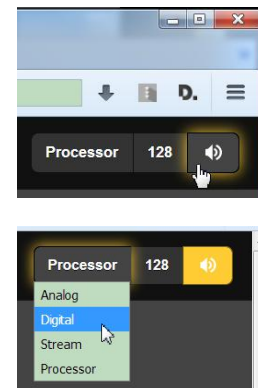 D.
Processor 128
Processor 128
Analog
Digital
Stream
Processor